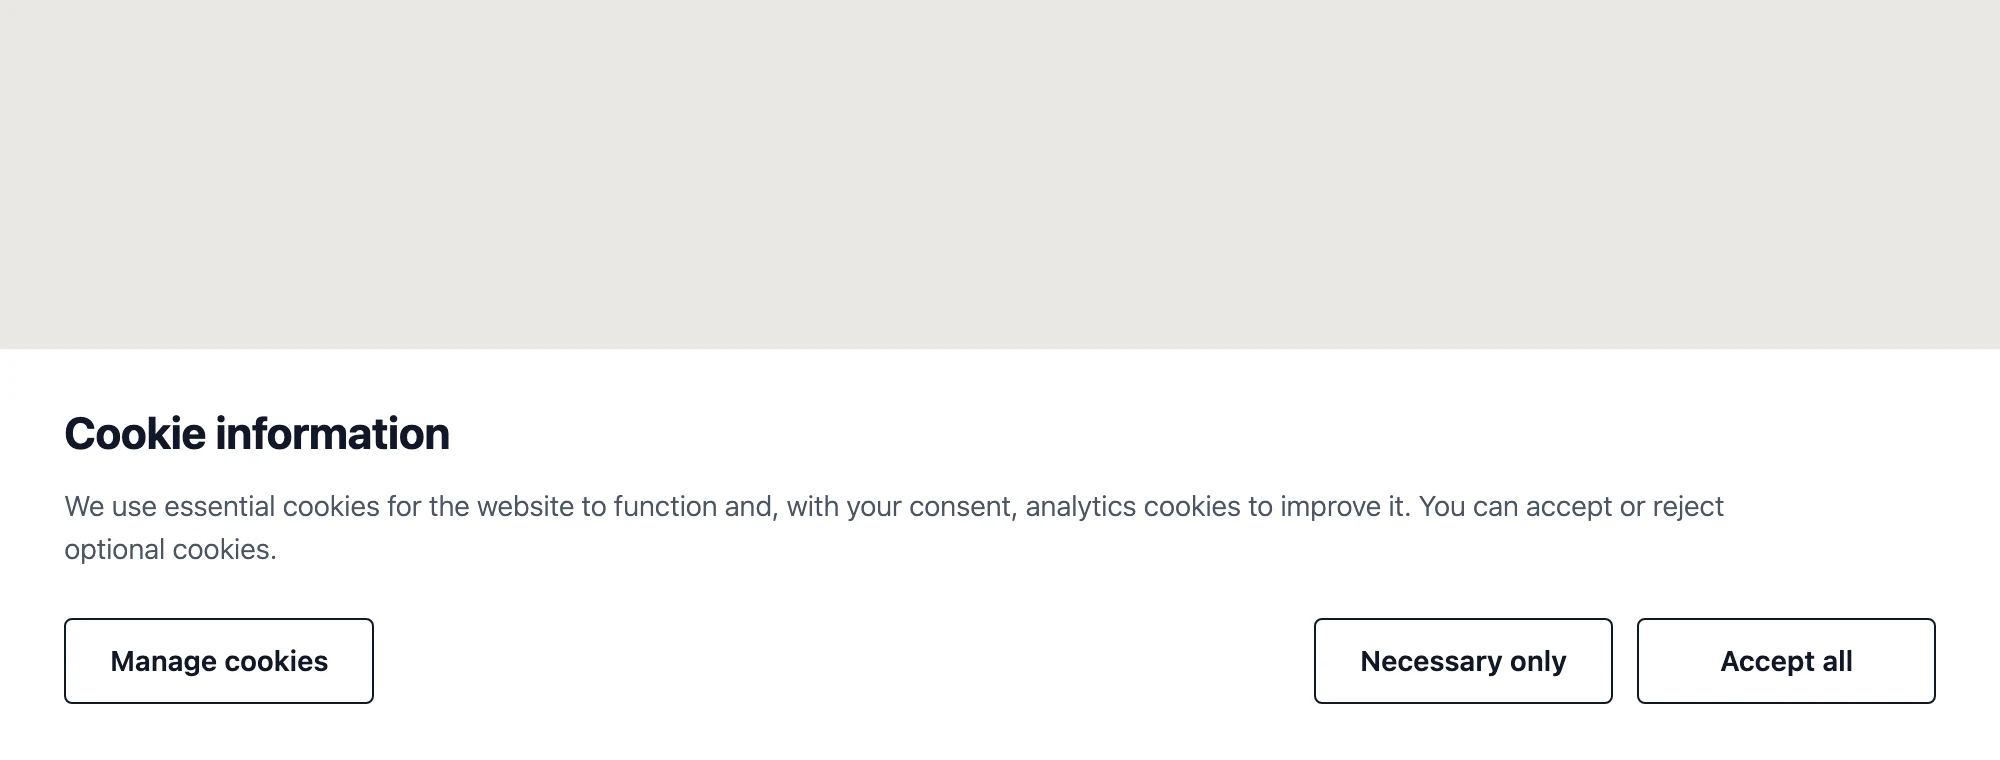 Cookie information
We use essential cookies for the website to function and, with your consent, analytics cookies to improve it. You can accept or reject
optional cookies.
Manage cookies
Necessary only
Accept all